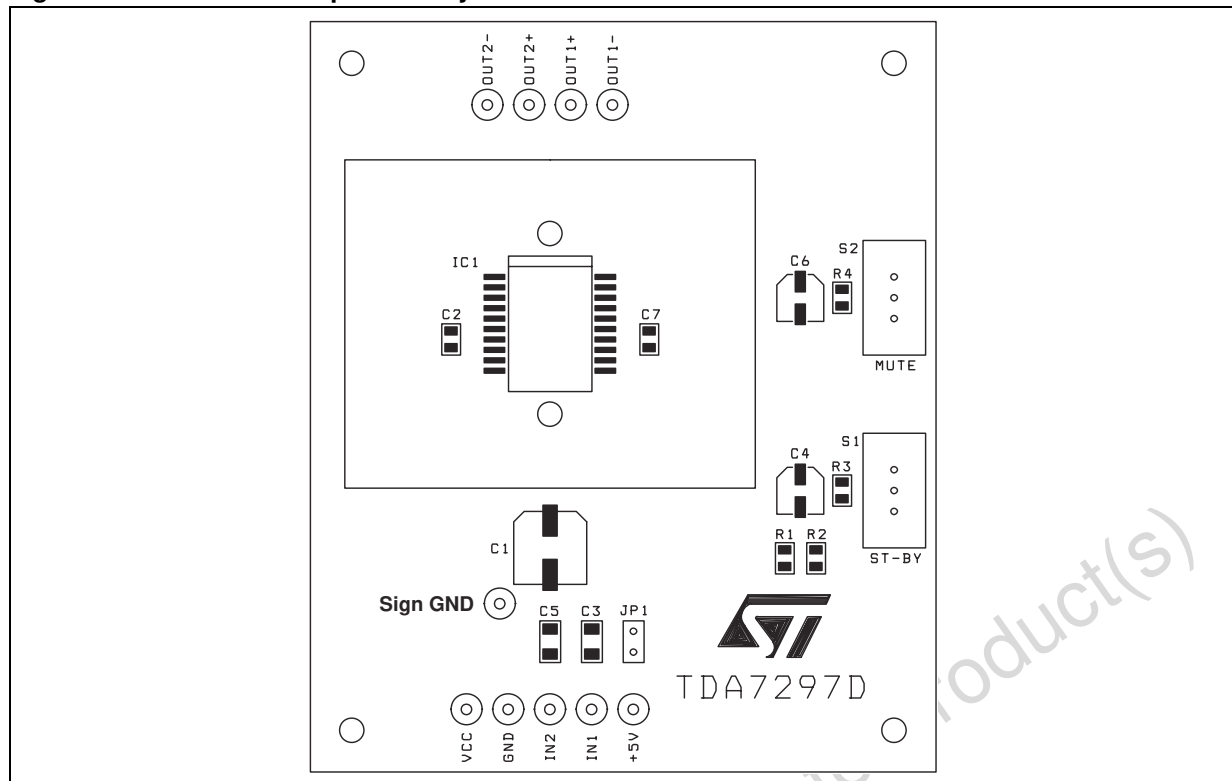 OUT2-
OUT2+
OUT1+
OUT1-
S2
C6
R4
IC1
C2
C7
MUTE
S1
C4
R3
C1
R1
R2
ST-BY
Sign GND
C5
C3
JP1
ST
TDA7297D
VCC
GND
IN2
IN1
+5V